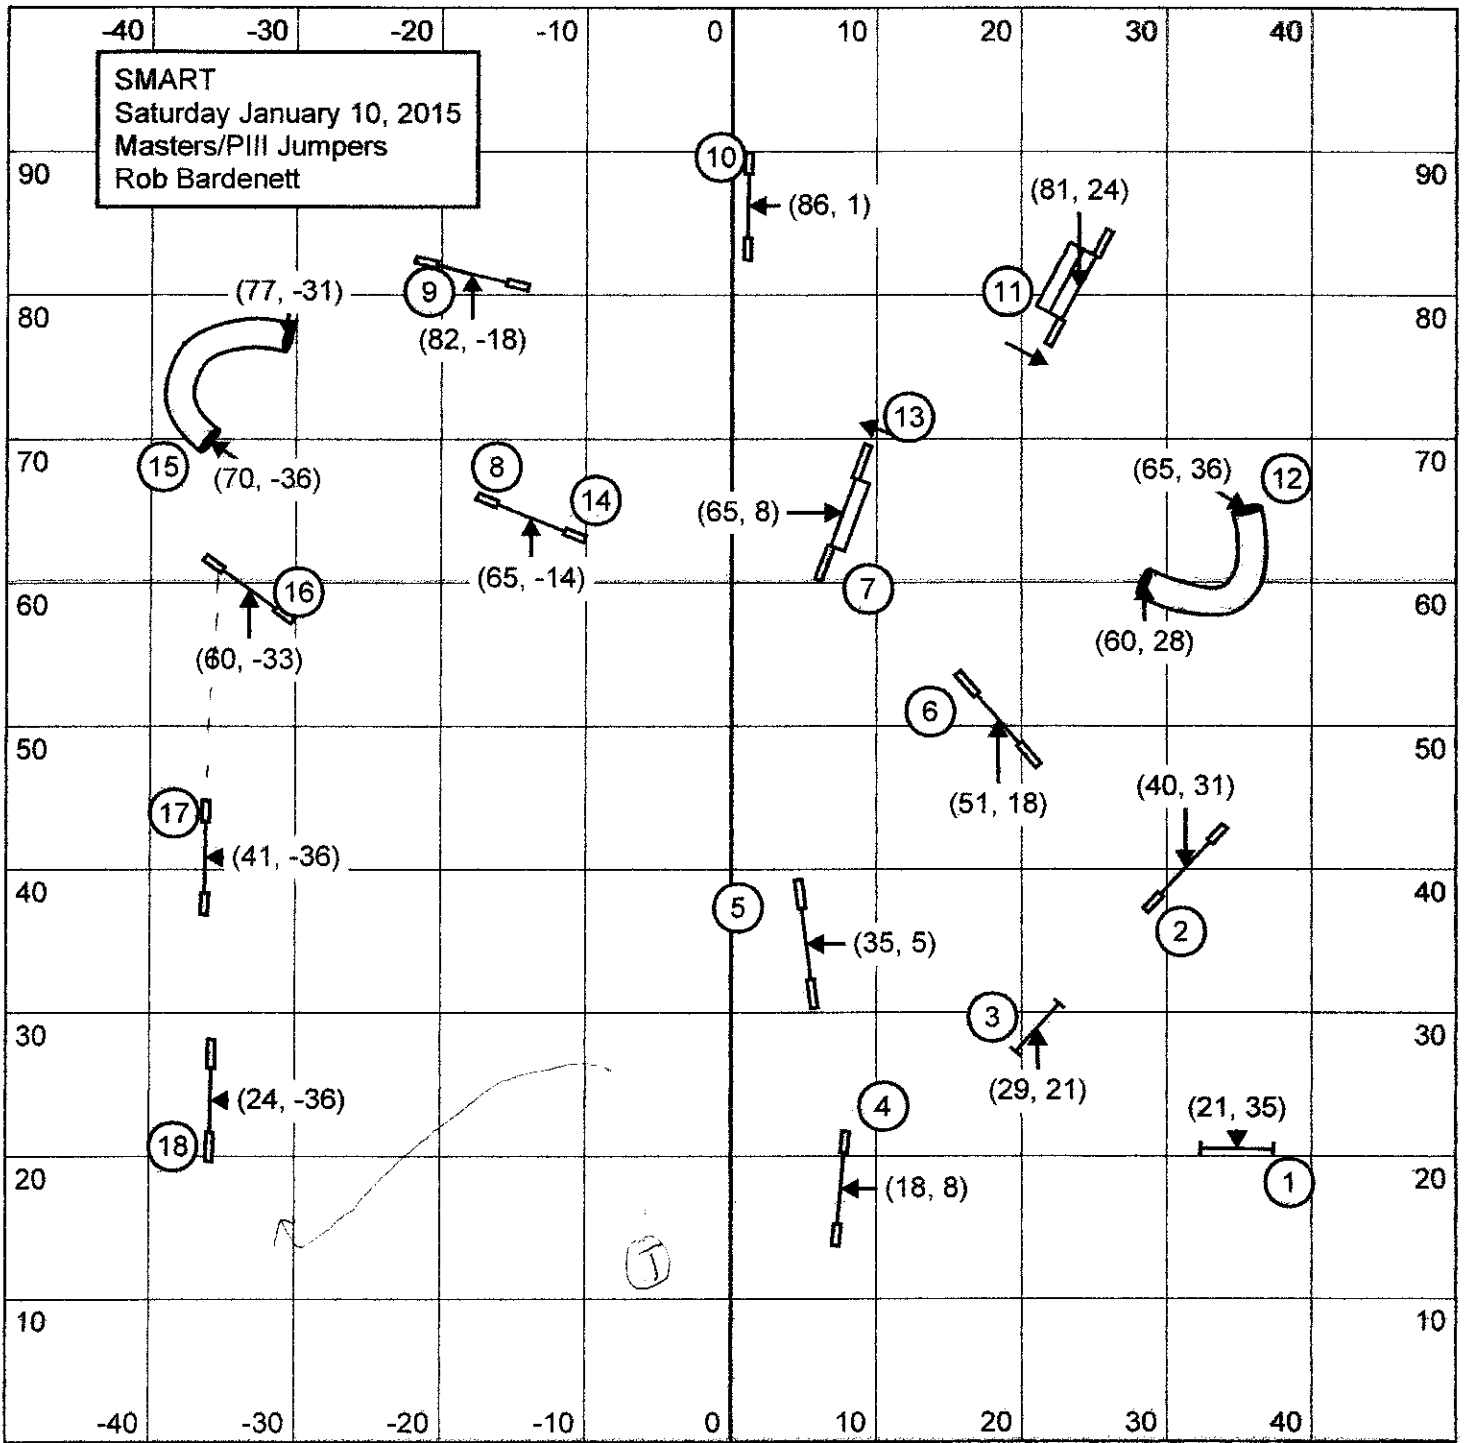 -40 -30 -20 -10 0 10 20 30 40
SMART
Saturday January 10, 2015
Masters/PIII Jumpers
Rob Bardenett
10
90 (86, 1) (81, 24) 90
9 (77, -31) 11
80 (82, -18) 80
13
70 15 (70, -36) 8 14 (65, 8) (65, 36) 12 70
(65, -14)
60 16 7 60
(60, -33) (60, 28)
6
50 (51, 18) 50
17 (40, 31)
(41, -36)
40 5 2 40
(35, 5)
3
30 30
(24, -36) (29, 21)
4 (21, 35)
18
20 (18, 8) 1 20
J
10 10
-40 -30 -20 -10 0 10 20 30 40